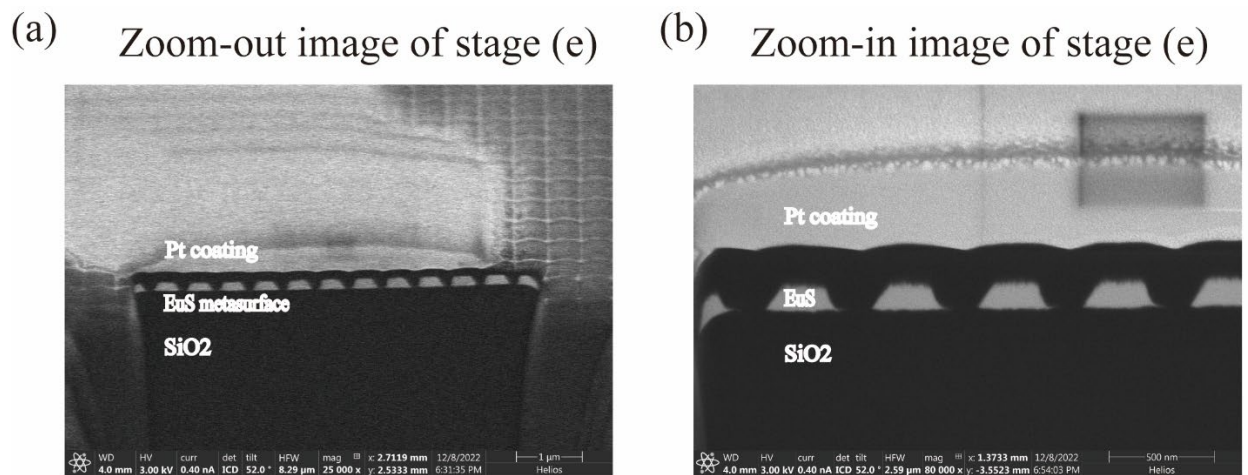 (a)
Zoom-out image of stage (e)
Pt coating
EuS metasurface
SiO2
WD HV curr det tilt HFW mag x: 2.7119 mm 12/8/2022 1 μm
4.0 mm 3.00 kV 0.40 nA ICD 52.0 ° 8.29 μm 25 000 x y: 2.5333 mm 6:31:35 PM Helios
(b)
Zoom-in image of stage (e)
Pt coating
EuS
SiO2
WD HV curr det tilt HFW mag x: 1.3733 mm 12/8/2022 500 nm
4.0 mm 3.00 kV 0.40 nA ICD 52.0 ° 2.59 μm 80 000 x y: -3.5523 mm 6:54:03 PM Helios